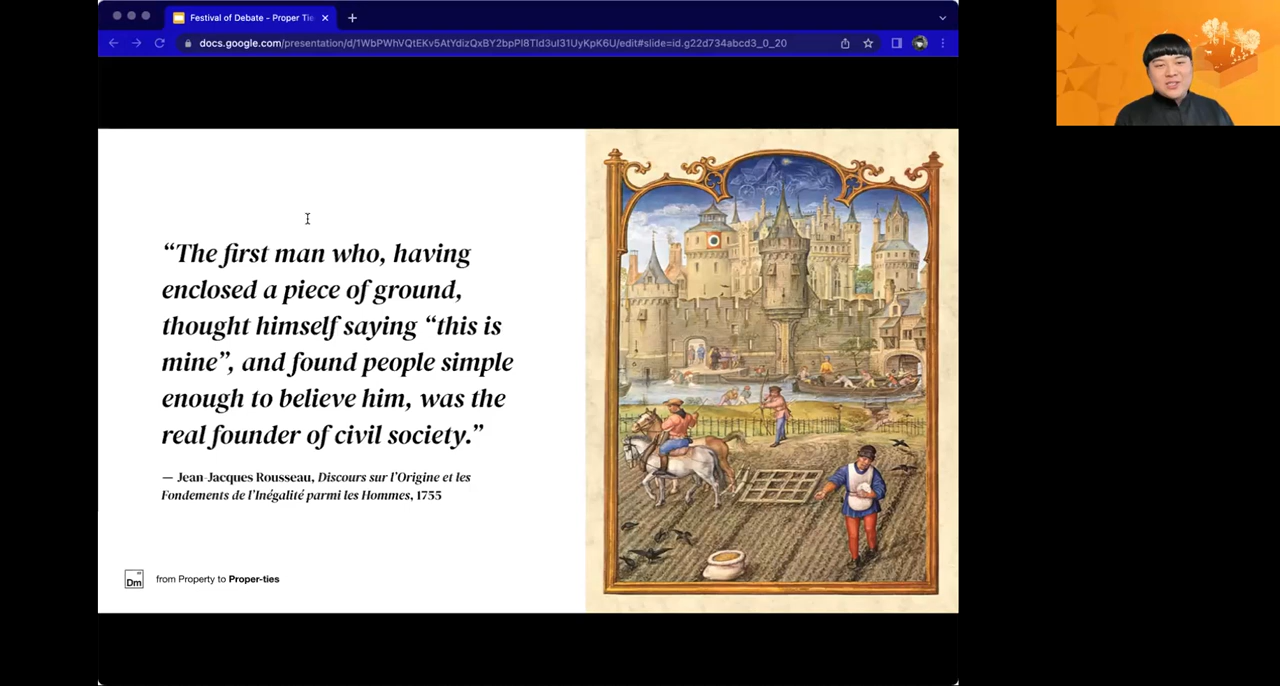 Festival of Debate - Proper Tie
docs.google.com/presentation/d/1WbPWhVQtEKv5AtYdizQxBY2bpPI8Tld3uI31UyKpK6U/edit#slide=id.g22d734abcd3_0_20
“The first man who, having
enclosed a piece of ground,
thought himself saying “this is
mine”, and found people simple
enough to believe him, was the
real founder of civil society.”
— Jean-Jacques Rousseau, Discours sur l’Origine et les
Fondements de l’Inégalité parmi les Hommes, 1755
Dm from Property to Proper-ties